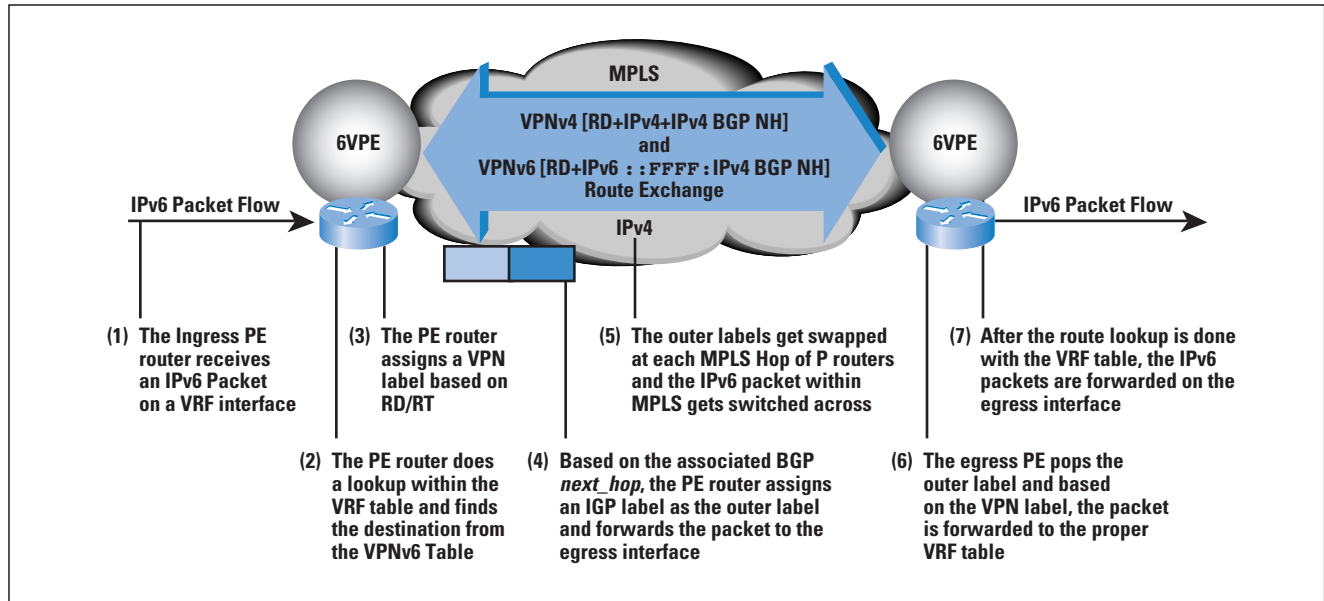 MPLS
VPNv4 [RD+IPv4+IPv4 BGP NH]
and
VPNv6 [RD+IPv6 ::FFFF:IPv4 BGP NH]
Route Exchange
6VPE
6VPE
IPv6 Packet Flow
IPv6 Packet Flow
IPv4
(1) The Ingress PE
router receives
an IPv6 Packet
on a VRF interface
(3) The PE router
assigns a VPN
label based on
RD/RT
(5) The outer labels get swapped
at each MPLS Hop of P routers
and the IPv6 packet within
MPLS gets switched across
(7) After the route lookup is done
with the VRF table, the IPv6
packets are forwarded on the
egress interface
(2) The PE router does
a lookup within the
VRF table and finds
the destination from
the VPNv6 Table
(4) Based on the associated BGP
next_hop, the PE router assigns
an IGP label as the outer label
and forwards the packet to the
egress interface
(6) The egress PE pops the
outer label and based
on the VPN label, the packet
is forwarded to the proper
VRF table